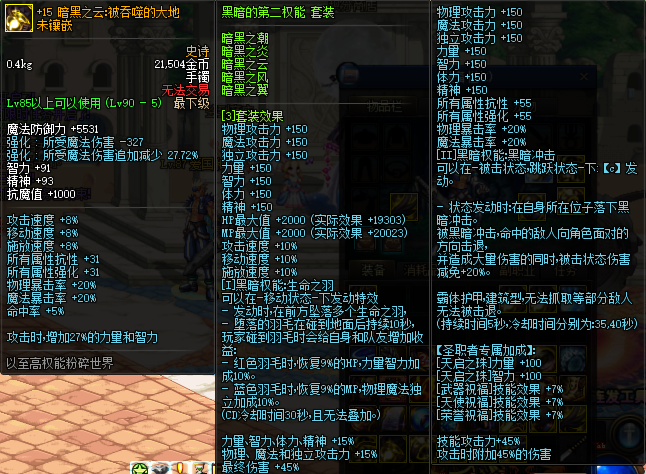 +15 暗黑之云:被吞噬的大地
未镶嵌
史诗
0.4kg
21,504金币
手镯
无法交易
Lv85以上可以使用 (Lv90 - 5)
最下级
魔法防御力 +5531
强化 : 所受魔法伤害 -327
强化 : 所受魔法伤害追加减少 27.72%
智力 +91
精神 +93
抗魔值 +1000
攻击速度 +8%
移动速度 +8%
施放速度 +8%
所有属性抗性 +31
所有属性强化 +31
物理暴击率 +20%
魔法暴击率 +20%
命中率 +5%
攻击时,增加27%的力量和智力
以至高权能粉碎世界
黑暗的第二权能 套装
暗黑之潮
暗黑之炎
暗黑之云
暗黑之风
暗黑之翼
[3]套装效果
物理攻击力 +150
魔法攻击力 +150
独立攻击力 +150
力量 +150
智力 +150
体力 +150
精神 +150
HP最大值 +2000 (实际效果 +19303)
MP最大值 +2000 (实际效果 +20023)
攻击速度 +10%
移动速度 +10%
施放速度 +10%
[I]黑暗权能:生命之羽
可以在-移动状态-下发动特效
- 发动时,在前方坠落多个生命之羽,
- 堕落的羽毛在碰到地面后持续10秒,
玩家碰到羽毛时会给自身和队友增加收
益:
- 红色羽毛时,恢复9%的HP,力量智力加
成10%。
- 蓝色羽毛时,恢复9%的MP,物理魔法独
立加成10%。
(CD冷却时间30秒,且无法叠加。)
力量、智力、体力、精神 +15%
物理、魔法和独立攻击力 +15%
最终伤害 +45%
物理攻击力 +150
魔法攻击力 +150
独立攻击力 +150
力量 +150
智力 +150
体力 +150
精神 +150
所有属性抗性 +55
所有属性强化 +55
物理暴击率 +20%
魔法暴击率 +20%
[II]黑暗权能:黑暗冲击
可以在-被击状态,跳跃状态-下:【c】发
动。
- 状态发动时:在自身所在位子落下黑
暗冲击。
被黑暗冲击,命中的敌人向角色面对的
方向击退,
并造成大量伤害的同时,被击状态伤害
减免+20%。
霸体护甲,建筑型,无法抓取等部分敌人
无法被击退。
(持续时间5秒,冷却时间分别为:35,40秒)
【圣职者专属加成】:
[天启之珠]力量 +100
[天启之珠]智力 +100
[武器祝福]技能效果 +7%
[天使祝福]技能效果 +7%
[荣誉祝福]技能效果 +7%
技能攻击力+45%
攻击时附加45%的伤害